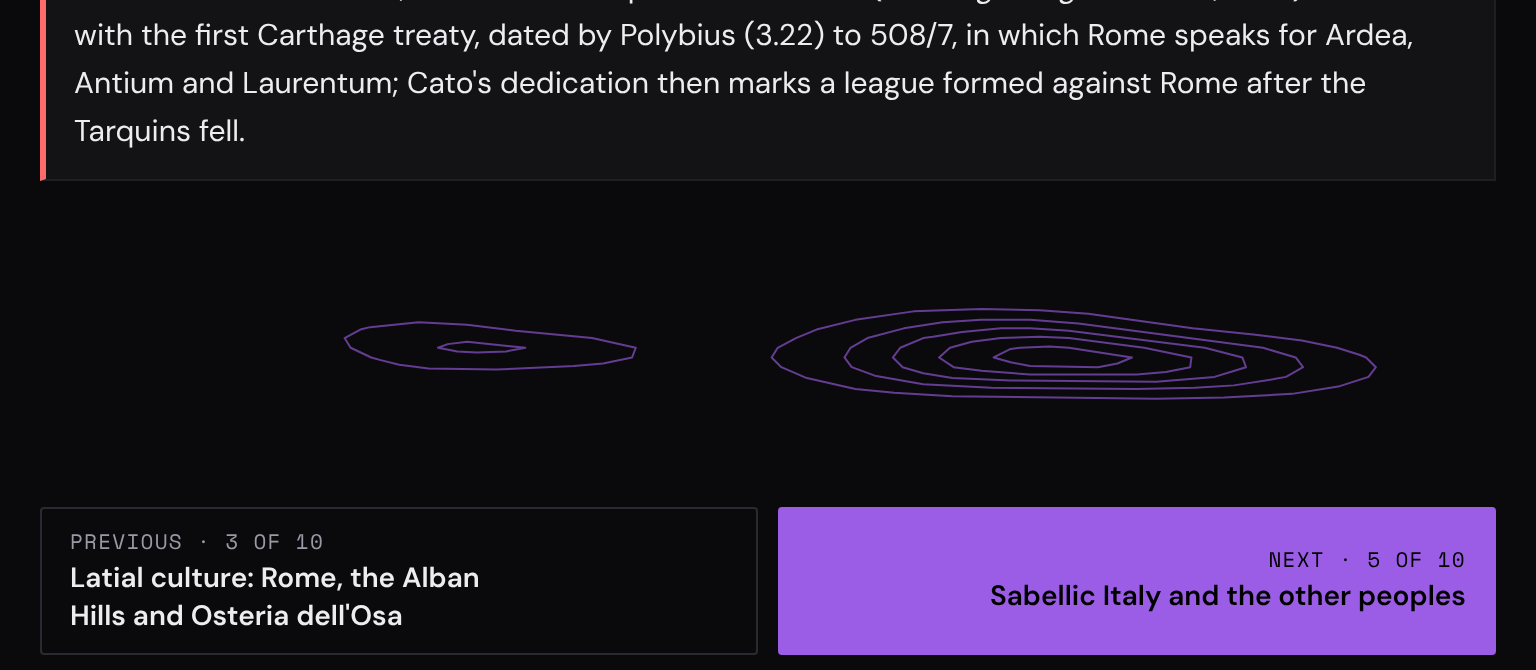 with the first Carthage treaty, dated by Polybius (3.22) to 508/7, in which Rome speaks for Ardea,
Antium and Laurentum; Cato's dedication then marks a league formed against Rome after the
Tarquins fell.
PREVIOUS · 3 OF 10
Latial culture: Rome, the Alban
Hills and Osteria dell'Osa
NEXT · 5 OF 10
Sabellic Italy and the other peoples